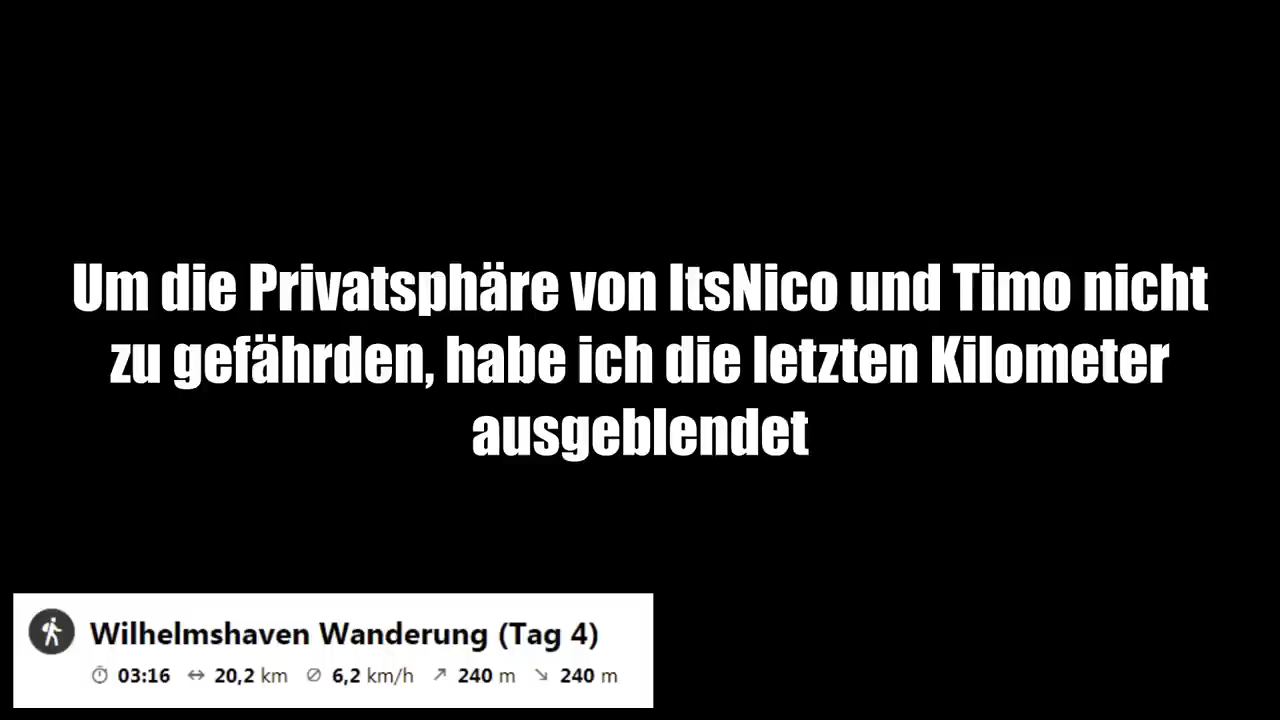 Um die Privatsphäre von ItsNico und Timo nicht
zu gefährden, habe ich die letzten Kilometer
ausgeblendet
Wilhelmshaven Wanderung (Tag 4)
03:16 ↔ 20,2 km ∅ 6,2 km/h ↗ 240 m ↘ 240 m